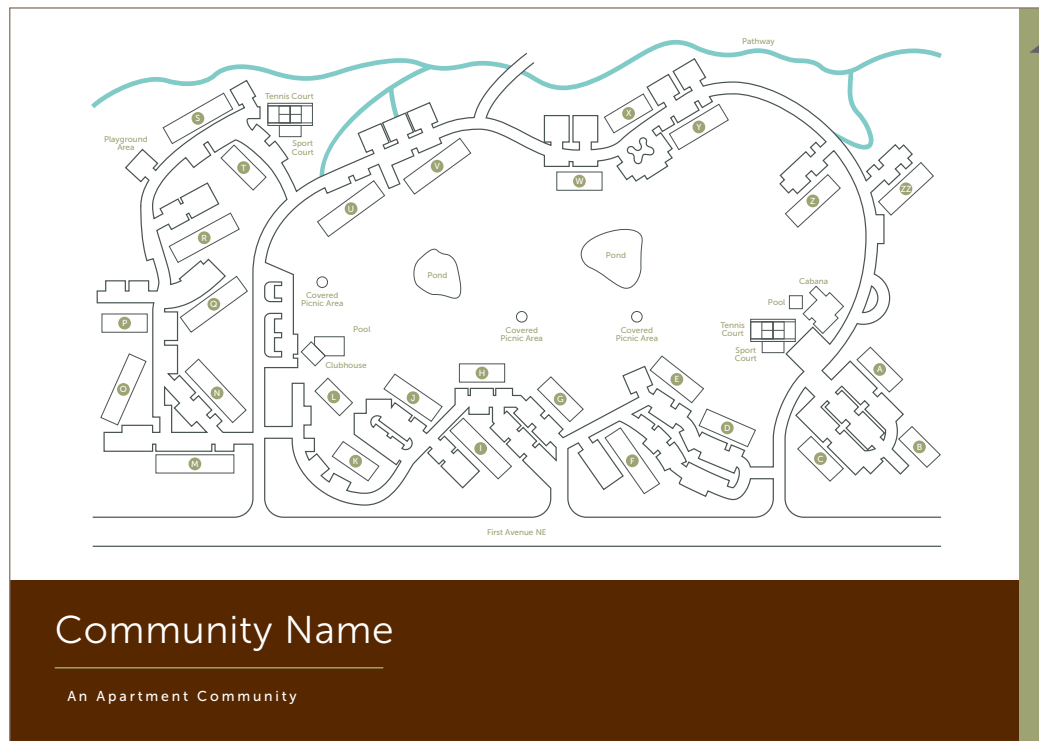 Pathway
Tennis Court
S
X
Playground
Area
Sport
Court
Y
T
V
W
ZZ
Z
U
R
Pond
Pond
Cabana
Covered
Picnic Area
Pool
Q
P
Covered
Picnic Area
Covered
Picnic Area
Tennis
Court
Pool
Sport
Court
Clubhouse
A
H
E
O
N
L
J
G
D
I
B
M
K
F
C
First Avenue NE
Community Name
An Apartment Community